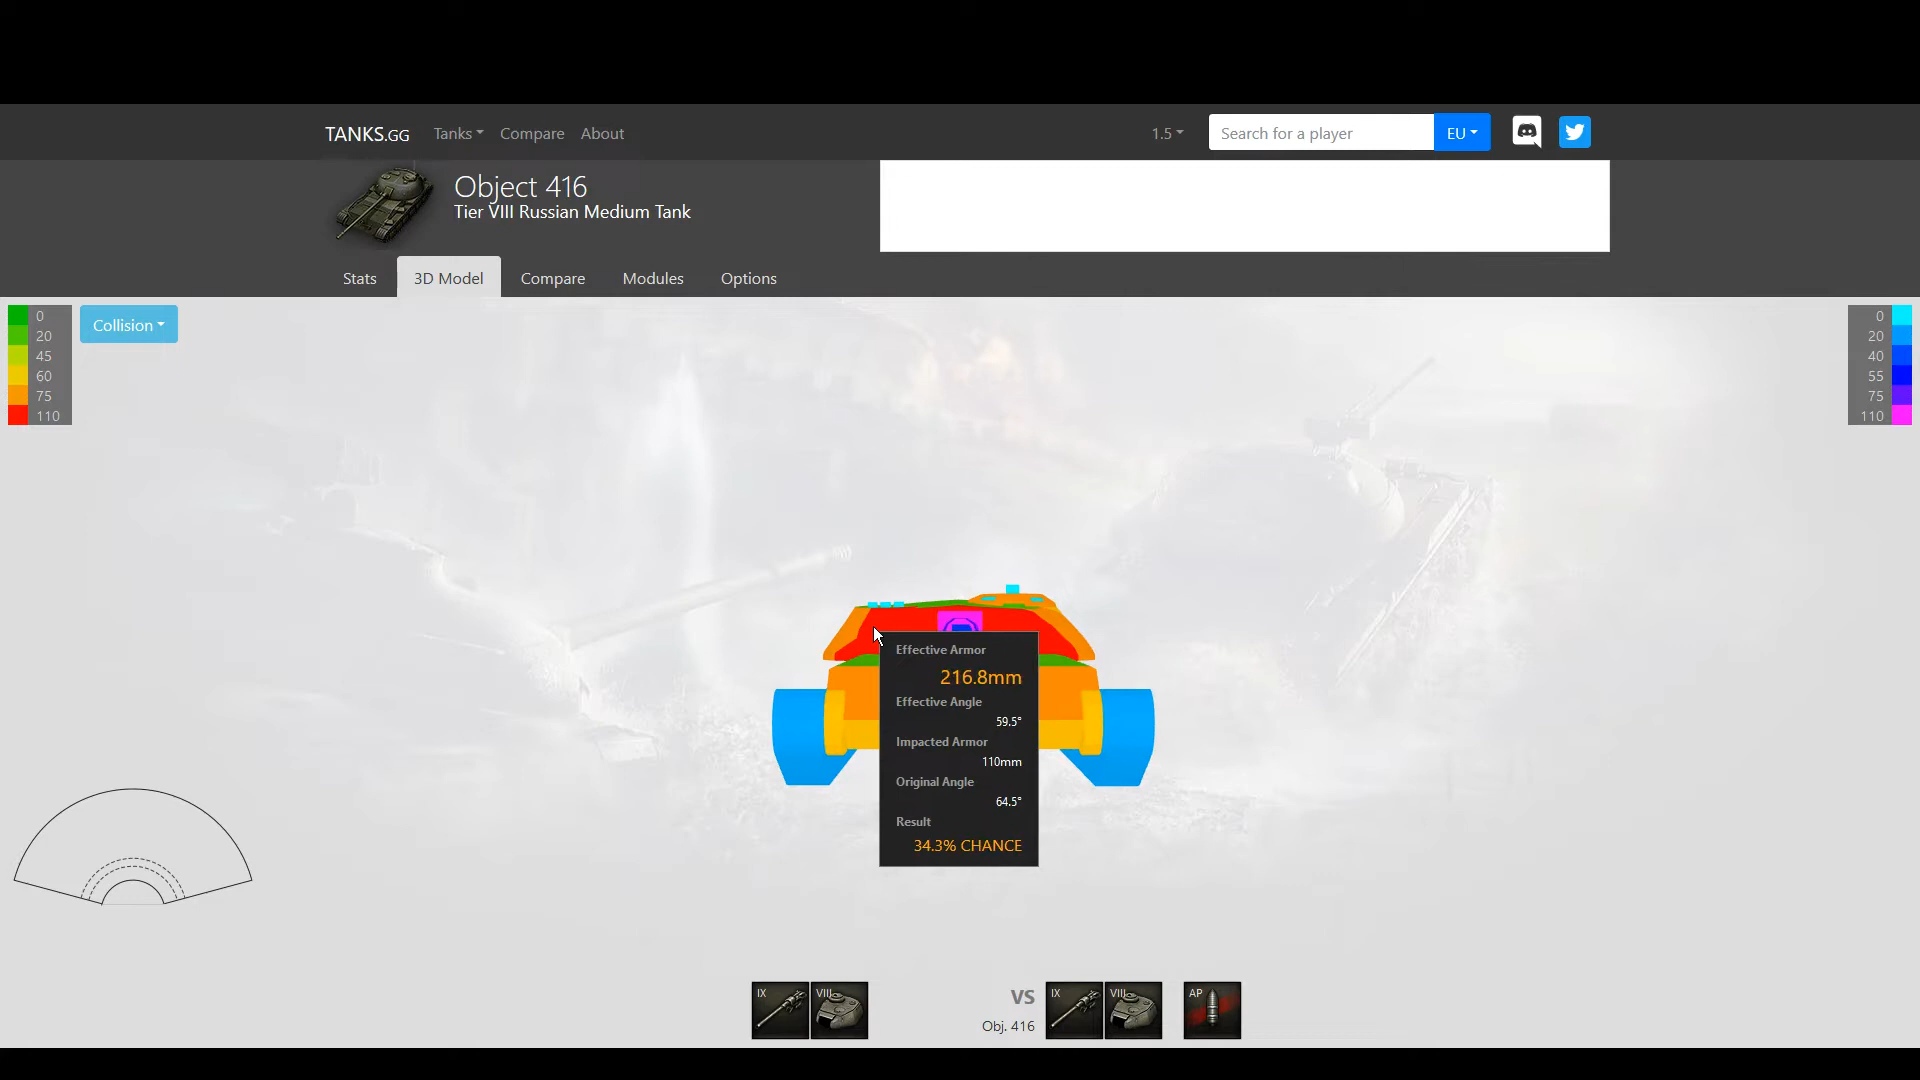 TANKS.GG Tanks Compare About 1.5 Search for a player EU
Object 416
Tier VIII Russian Medium Tank
Stats 3D Model Compare Modules Options
Collision
0
20
45
60
75
110
0
20
40
55
75
110
Effective Armor
216.8mm
Effective Angle
59.5°
Impacted Armor
110mm
Original Angle
64.5°
Result
34.3% CHANCE
IX VIII VS IX VIII AP
Obj. 416